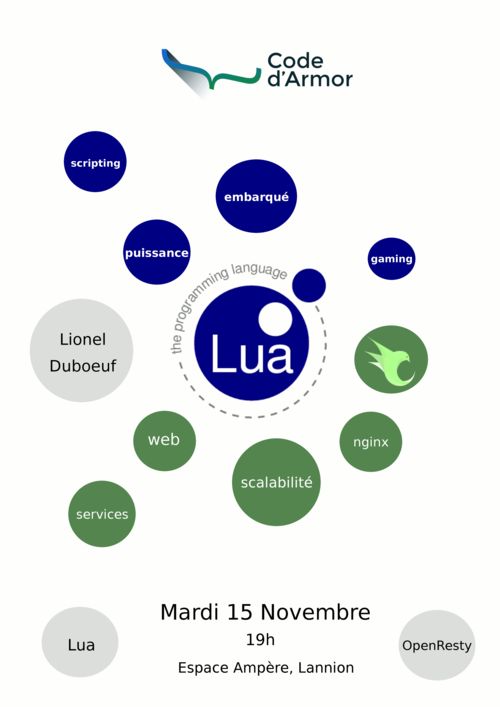 Code
d'Armor
scripting
embarqué
puissance
gaming
the programming language
Lua
Lionel
Duboeuf
web
nginx
scalabilité
services
Mardi 15 Novembre
19h
Espace Ampère, Lannion
Lua
OpenResty